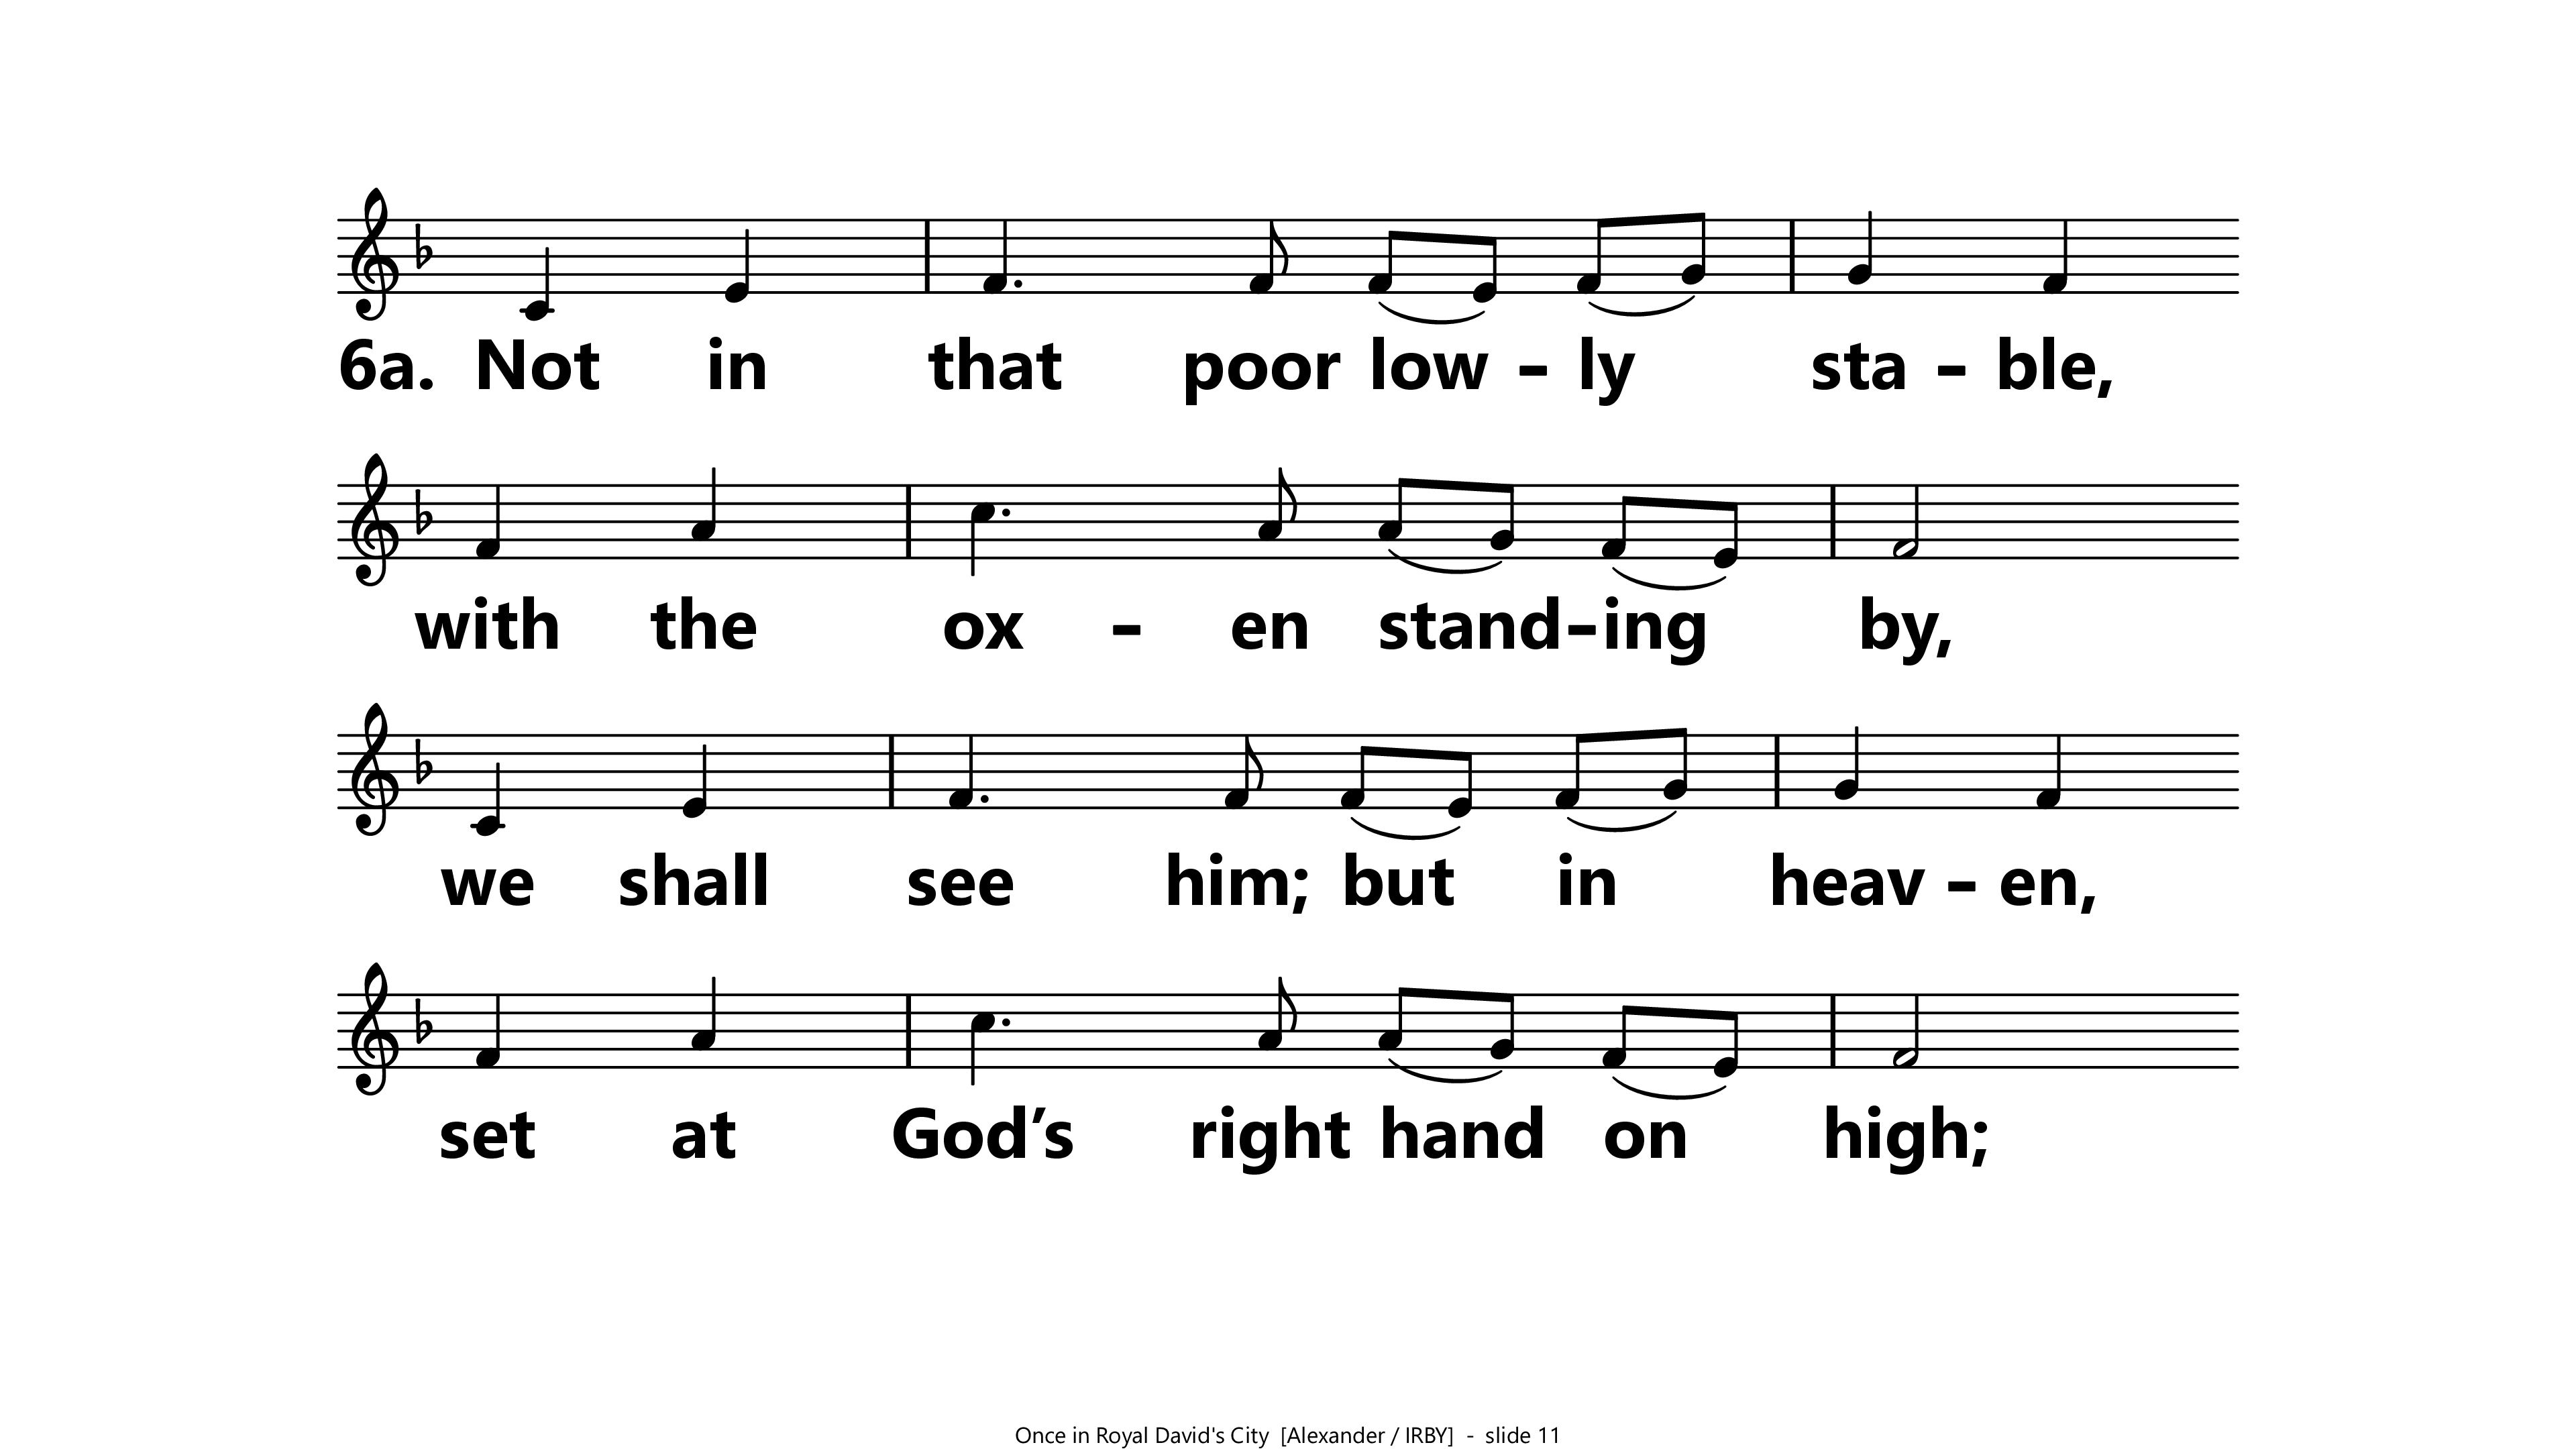 6a. Not in that poor low - ly sta - ble,
with the ox - en stand-ing by,
we shall see him; but in heav - en,
set at God’s right hand on high;
Once in Royal David's City [Alexander / IRBY] - slide 11